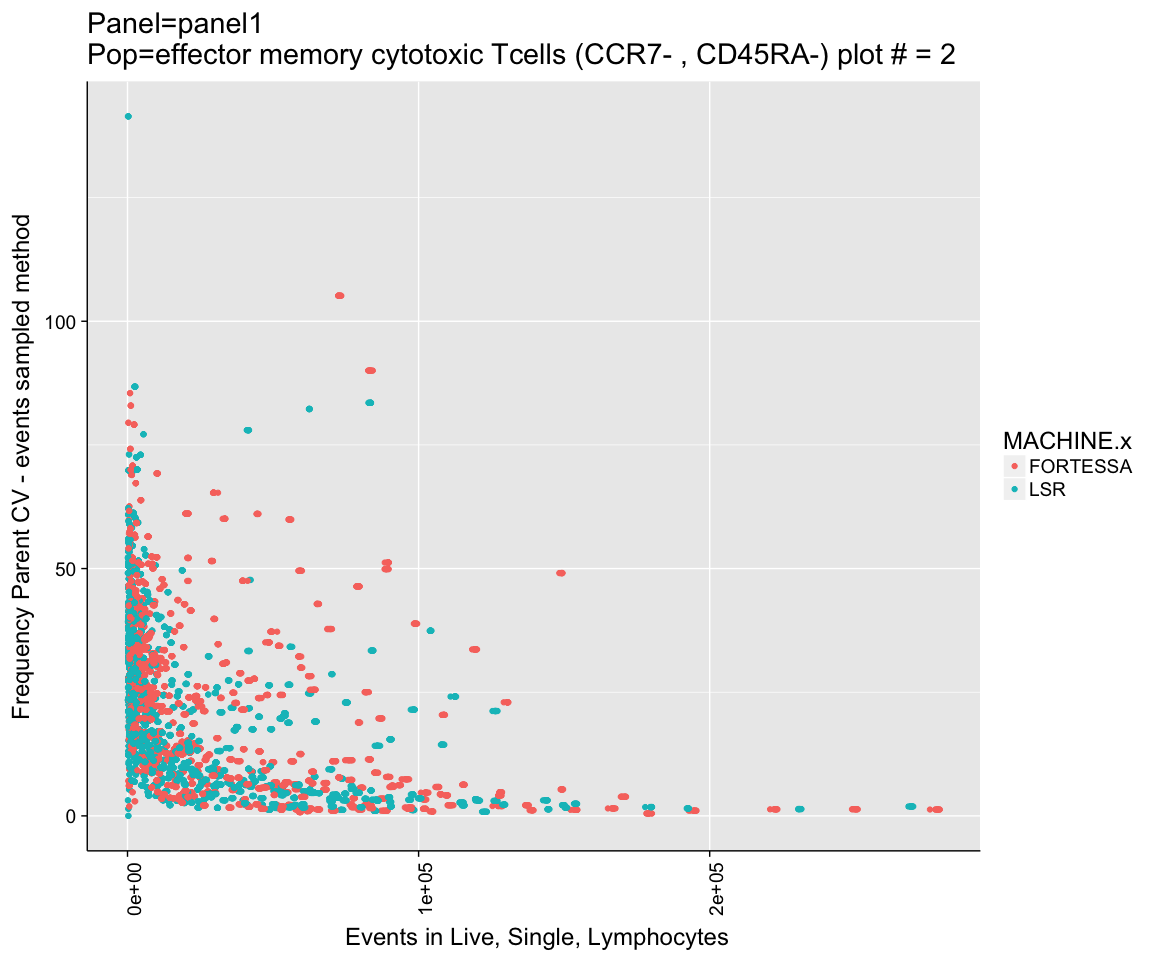 Panel=panel1
Pop=effector memory cytotoxic Tcells (CCR7- , CD45RA-) plot # = 2
Frequency Parent CV - events sampled method
100
50
0
0e+00
1e+05
2e+05
Events in Live, Single, Lymphocytes
MACHINE.x
FORTESSA
LSR